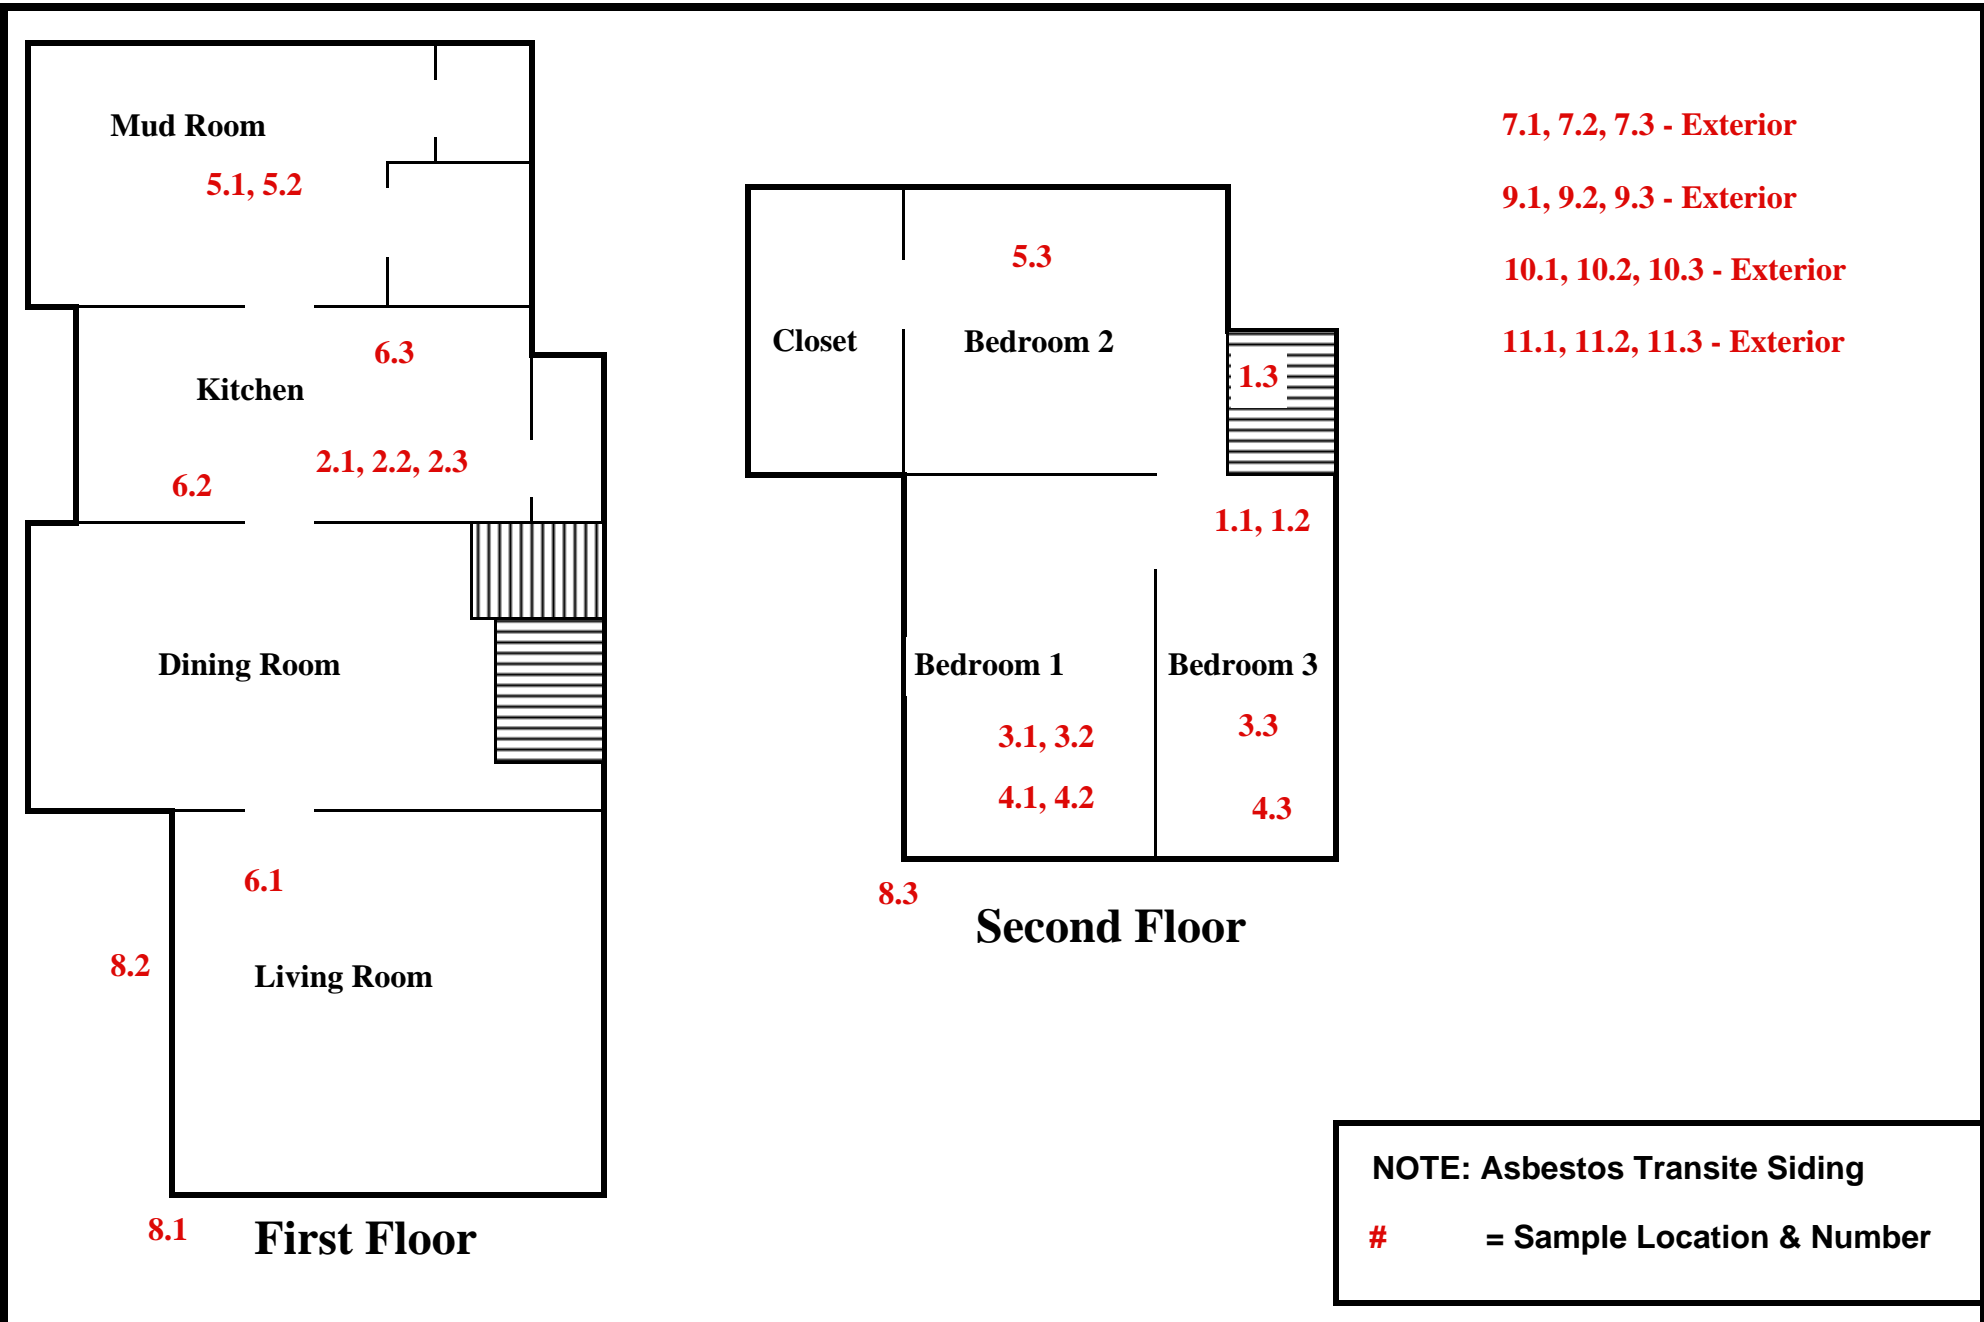 Mud Room
5.1, 5.2
6.3
Kitchen
2.1, 2.2, 2.3
6.2
Dining Room
6.1
8.2
Living Room
8.1
First Floor
5.3
Closet
Bedroom 2
1.3
1.1, 1.2
Bedroom 1
Bedroom 3
3.1, 3.2
3.3
4.1, 4.2
4.3
8.3
Second Floor
7.1, 7.2, 7.3 - Exterior
9.1, 9.2, 9.3 - Exterior
10.1, 10.2, 10.3 - Exterior
11.1, 11.2, 11.3 - Exterior
NOTE: Asbestos Transite Siding
# = Sample Location & Number